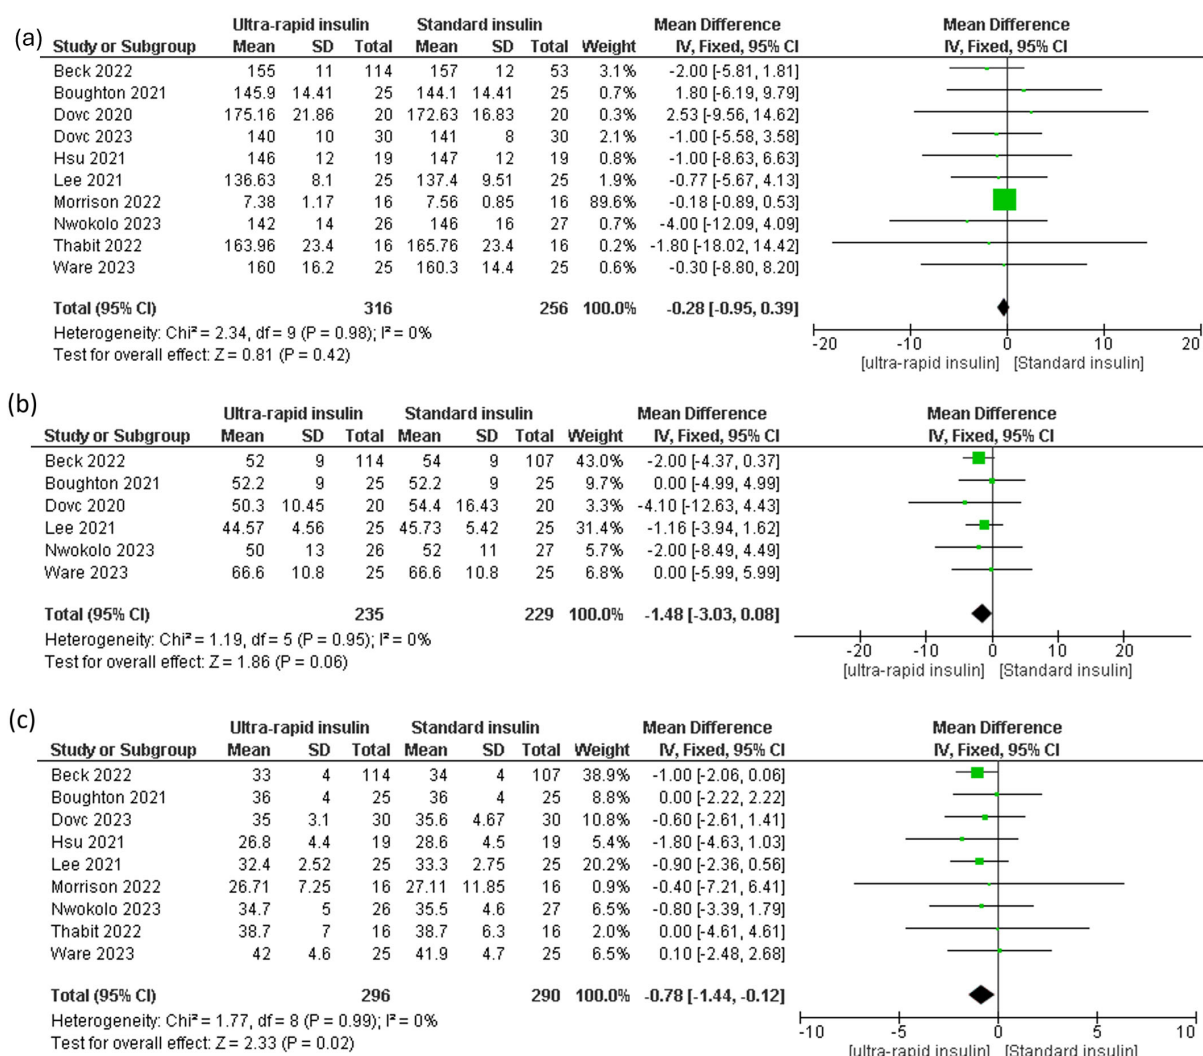 (a)
Ultra-rapid insulin Standard insulin Mean Difference Mean Difference
Study or Subgroup Mean SD Total Mean SD Total Weight IV, Fixed, 95% CI IV, Fixed, 95% CI
Beck 2022 155 11 114 157 12 53 3.1% -2.00 [-5.81, 1.81]
Boughton 2021 145.9 14.41 25 144.1 14.41 25 0.7% 1.80 [-6.19, 9.79]
Dovc 2020 175.16 21.86 20 172.63 16.83 20 0.3% 2.53 [-9.56, 14.62]
Dovc 2023 140 10 30 141 8 30 2.1% -1.00 [-5.58, 3.58]
Hsu 2021 146 12 19 147 12 19 0.8% -1.00 [-8.63, 6.63]
Lee 2021 136.63 8.1 25 137.4 9.51 25 1.9% -0.77 [-5.67, 4.13]
Morrison 2022 7.38 1.17 16 7.56 0.85 16 89.6% -0.18 [-0.89, 0.53]
Nwokolo 2023 142 14 26 146 16 27 0.7% -4.00 [-12.09, 4.09]
Thabit 2022 163.96 23.4 16 165.76 23.4 16 0.2% -1.80 [-18.02, 14.42]
Ware 2023 160 16.2 25 160.3 14.4 25 0.6% -0.30 [-8.80, 8.20]
Total (95% CI) 316 256 100.0% -0.28 [-0.95, 0.39]
Heterogeneity: Chi² = 2.34, df = 9 (P = 0.98); I² = 0%
Test for overall effect: Z = 0.81 (P = 0.42)
-20 -10 0 10 20
[ultra-rapid insulin] [Standard insulin]
(b)
Ultra-rapid insulin Standard insulin Mean Difference Mean Difference
Study or Subgroup Mean SD Total Mean SD Total Weight IV, Fixed, 95% CI IV, Fixed, 95% CI
Beck 2022 52 9 114 54 9 107 43.0% -2.00 [-4.37, 0.37]
Boughton 2021 52.2 9 25 52.2 9 25 9.7% 0.00 [-4.99, 4.99]
Dovc 2020 50.3 10.45 20 54.4 16.43 20 3.3% -4.10 [-12.63, 4.43]
Lee 2021 44.57 4.56 25 45.73 5.42 25 31.4% -1.16 [-3.94, 1.62]
Nwokolo 2023 50 13 26 52 11 27 5.7% -2.00 [-8.49, 4.49]
Ware 2023 66.6 10.8 25 66.6 10.8 25 6.8% 0.00 [-5.99, 5.99]
Total (95% CI) 235 229 100.0% -1.48 [-3.03, 0.08]
Heterogeneity: Chi² = 1.19, df = 5 (P = 0.95); I² = 0%
Test for overall effect: Z = 1.86 (P = 0.06)
-20 -10 0 10 20
[ultra-rapid insulin] [Standard insulin]
(c)
Ultra-rapid insulin Standard insulin Mean Difference Mean Difference
Study or Subgroup Mean SD Total Mean SD Total Weight IV, Fixed, 95% CI IV, Fixed, 95% CI
Beck 2022 33 4 114 34 4 107 38.9% -1.00 [-2.06, 0.06]
Boughton 2021 36 4 25 36 4 25 8.8% 0.00 [-2.22, 2.22]
Dovc 2023 35 3.1 30 35.6 4.67 30 10.8% -0.60 [-2.61, 1.41]
Hsu 2021 26.8 4.4 19 28.6 4.5 19 5.4% -1.80 [-4.63, 1.03]
Lee 2021 32.4 2.52 25 33.3 2.75 25 20.2% -0.90 [-2.36, 0.56]
Morrison 2022 26.71 7.25 16 27.11 11.85 16 0.9% -0.40 [-7.21, 6.41]
Nwokolo 2023 34.7 5 26 35.5 4.6 27 6.5% -0.80 [-3.39, 1.79]
Thabit 2022 38.7 7 16 38.7 6.3 16 2.0% 0.00 [-4.61, 4.61]
Ware 2023 42 4.6 25 41.9 4.7 25 6.5% 0.10 [-2.48, 2.68]
Total (95% CI) 296 290 100.0% -0.78 [-1.44, -0.12]
Heterogeneity: Chi² = 1.77, df = 8 (P = 0.99); I² = 0%
Test for overall effect: Z = 2.33 (P = 0.02)
-10 -5 0 5 10
[ultra-rapid insulin] [Standard insulin]